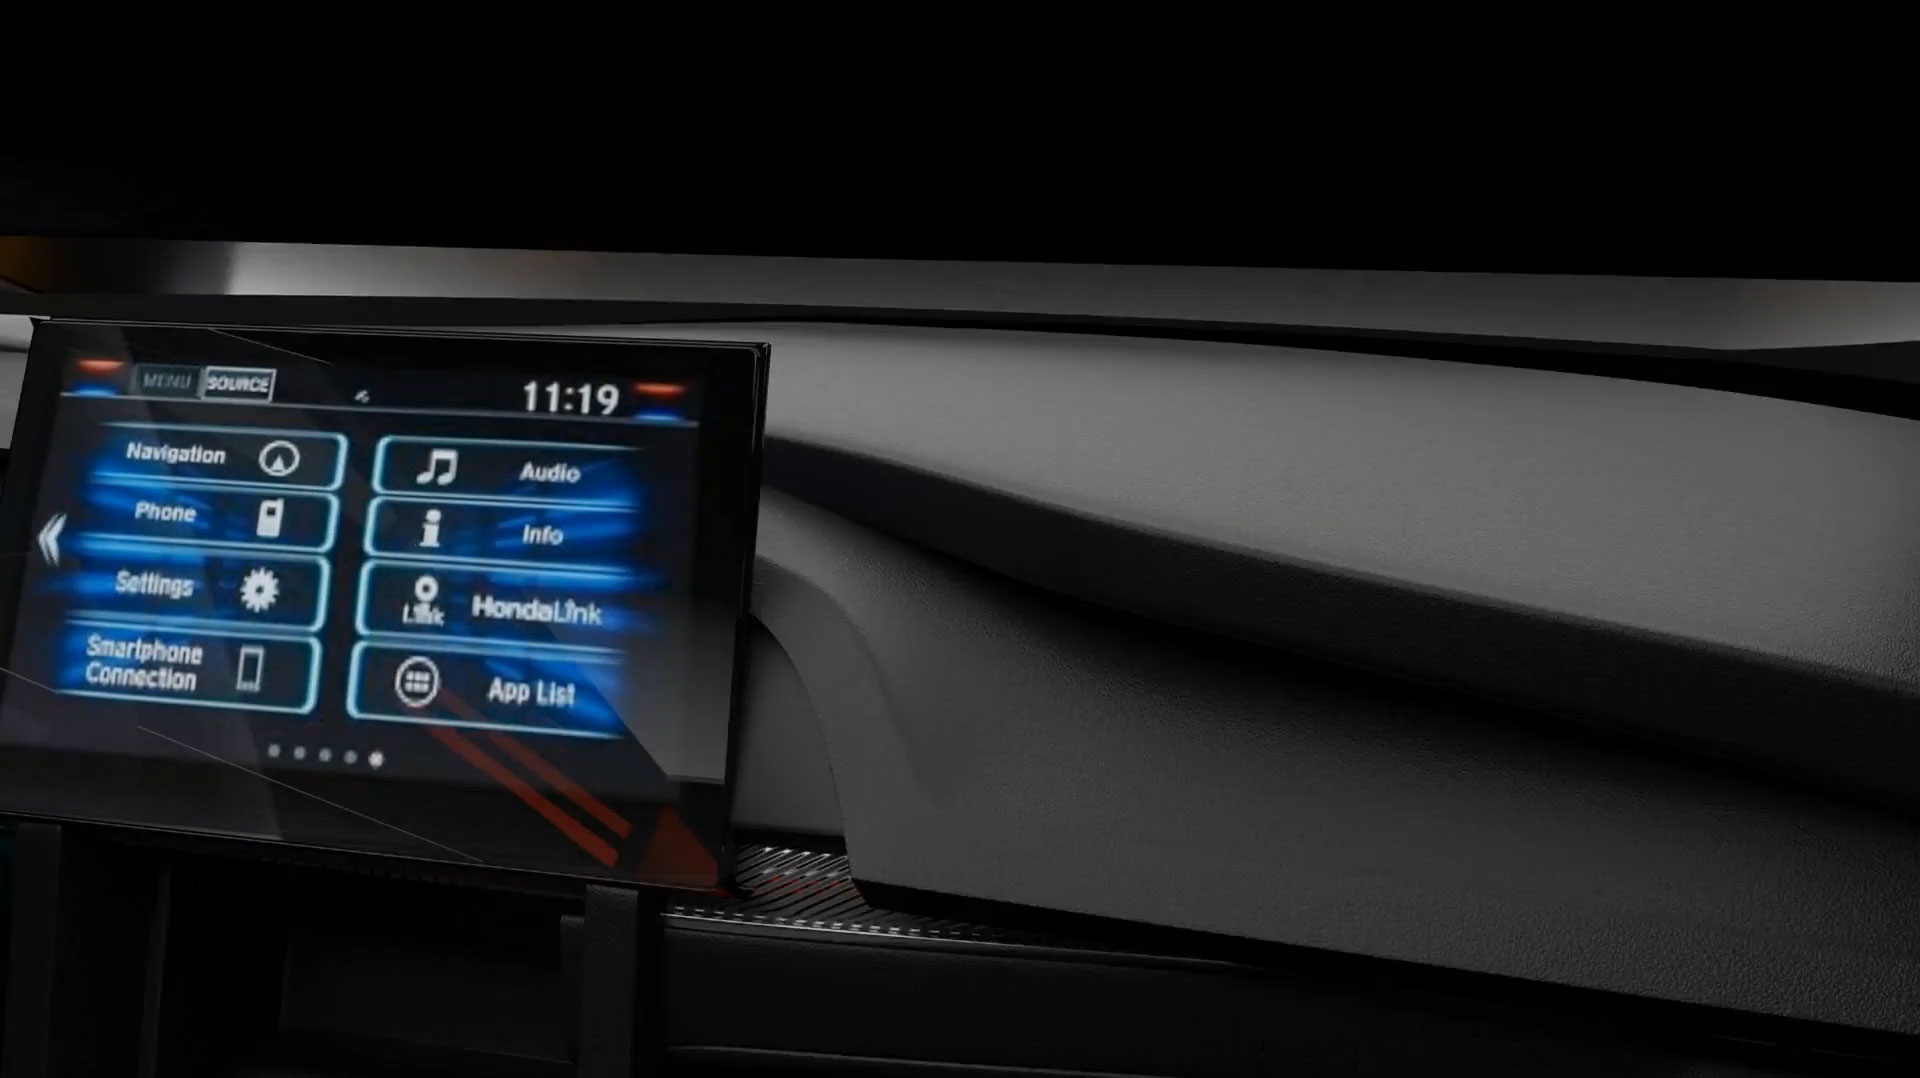 MENU SOURCE 11:19
Navigation
Audio
Phone
Info
Settings
Link HondaLink
Smartphone
Connection
App List